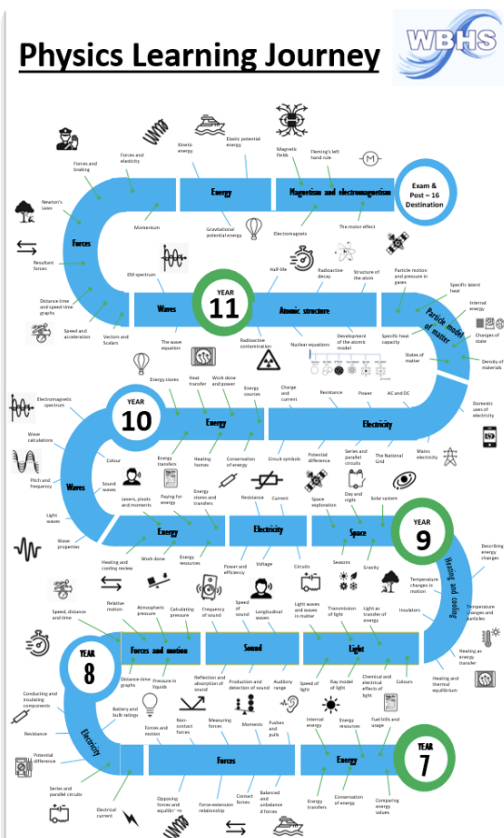 Physics Learning Journey
WBHS
Magnetic
fields
Fleming's left
hand rule
Elastic potential
energy
Kinetic
energy
Forces and
elasticity
Forces and
braking
Exam &
Post – 16
Destination
Magnetism and electromagnetism
Energy
Newton's
Laws
Momentum
Gravitational
potential energy
Electromagnets
The motor effect
Forces
Resultant
forces
EM spectrum
Half-life
Radioactive
decay
Structure of
the atom
Particle motion
and pressure in
gases
Specific latent
heat
Internal
energy
Distance time
and speed time
graphs
YEAR
11
Waves
Atomic structure
Particle model
of matter
Changes of
state
Speed and
acceleration
Vectors and
Scalars
The wave
equation
Radioactive
contamination
Nuclear equations
Development of
the atomic
model
Specific heat
capacity
States of
matter
Density of
materials
Energy stores
Heat
transfer
Work done
and power
Energy
sources
Charge
and
current
Resistance
Power
AC and DC
Domestic
uses of
electricity
Electromagnetic
spectrum
YEAR
10
Energy
Electricity
Wave
calculations
Colour
Energy
transfers
Heating
homes
Conservation
of energy
Circuit symbols
Potential
difference
Series and
parallel
circuits
The National
Grid
Mains
electricity
Pitch and
frequency
Waves
Sound
waves
Levers, pivots
and moments
Paying for
energy
Energy
stores and
transfers
Resistance
Current
Space
exploration
Day and
night
Solar system
Light
waves
Energy
Electricity
Space
YEAR
9
Wave
properties
Heating and
cooling review
Work done
Energy
resources
Power and
efficiency
Voltage
Circuits
Seasons
Gravity
Describing
energy
changes
Heating and cooling
Temperature
changes in
motion
Temperature
changes and
particles
Speed, distance
and time
Relative
motion
Atmospheric
pressure
Calculating
pressure
Frequency of
sound
Speed
of
sound
Longitudinal
waves
Light waves
and waves
in matter
Transmission
of light
Light as
transfer of
energy
Insulators
Heating as
energy
transfer
YEAR
8
Forces and motion
Sound
Light
Heating and
thermal
equilibrium
Distance-time
graphs
Pressure in
liquids
Reflection and
absorption of
sound
Production and
detection of sound
Auditory
range
Speed of
light
Ray model
of light
Chemical and
electrical
effects of
light
Colours
Conducting and
insulating
components
Battery and
bulb ratings
Forces and
motion
Non-
contact
forces
Measuring
forces
Moments
Pushes
and
pulls
Internal
energy
Energy
resources
Fuel bills and
usage
Resistance
Electricity
Potential
difference
Forces
Energy
YEAR
7
Series and
parallel circuits
Electrical
current
Opposing
forces and
Force-extension
relationship
Contact
forces
Balanced
and
unbalance
d forces
Energy
transfers
Conservation
of energy
Comparing
energy
values